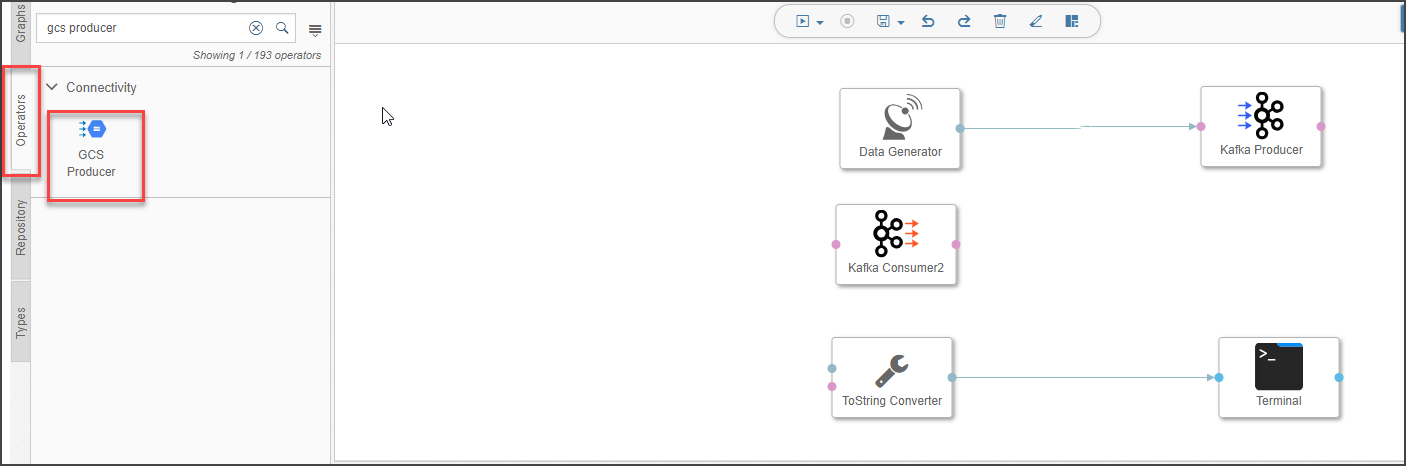 Graphs
gcs producer
Showing 1 / 193 operators
Connectivity
Operators
GCS
Producer
Repository
Types
Data Generator
Kafka Producer
Kafka Consumer2
ToString Converter
>_
Terminal